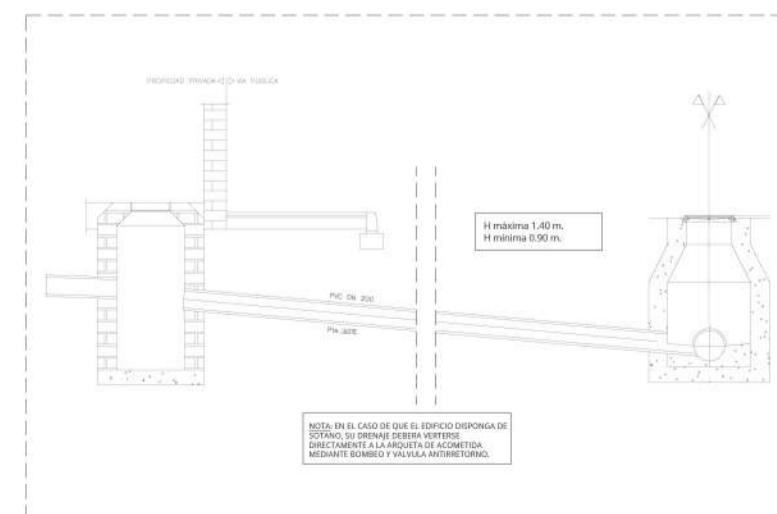 PROPIEDAD PRIVADA VIA PUBLICA
H máxima 1.40 m.
H mínima 0.90 m.
PVC DN 200
NOTA: EN EL CASO DE QUE EL EDIFICIO DISPONGA DE
SOTANO, SU DRENAJE DEBERA VERTERSE
DIRECTAMENTE A LA ARQUETA DE ACOMETIDA
MEDIANTE BOMBEO Y VALVULA ANTIRRETORNO.